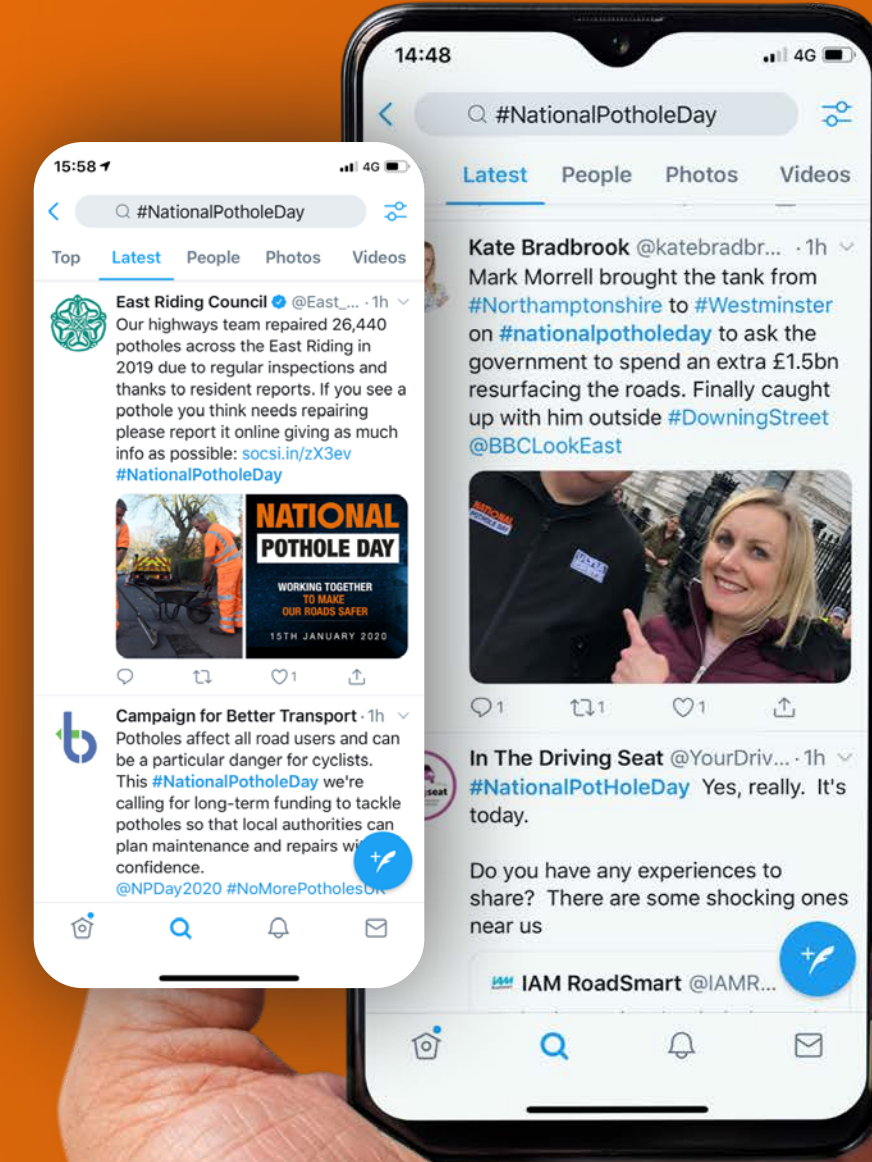 15:58
4G
#NationalPotholeDay
Top Latest People Photos Videos
East Riding Council @East_... · 1h
Our highways team repaired 26,440
potholes across the East Riding in
2019 due to regular inspections and
thanks to resident reports. If you see a
pothole you think needs repairing
please report it online giving as much
info as possible: socsi.in/zX3ev
#NationalPotholeDay
NATIONAL
POTHOLE DAY
WORKING TOGETHER
TO MAKE
OUR ROADS SAFER
15TH JANUARY 2020
1
Campaign for Better Transport · 1h
Potholes affect all road users and can
be a particular danger for cyclists.
This #NationalPotholeDay we're
calling for long-term funding to tackle
potholes so that local authorities can
plan maintenance and repairs
confidence.
@NPDay2020 #NoMorePotholesUK
14:48
4G
#NationalPotholeDay
Latest People Photos Videos
Kate Bradbrook @katebradbr... · 1h
Mark Morrell brought the tank from
#Northamptonshire to #Westminster
on #nationalpotholeday to ask the
government to spend an extra £1.5bn
resurfacing the roads. Finally caught
up with him outside #DowningStreet
@BBCLookEast
NATIONAL
POTHOLE DAY
1 1 1
In The Driving Seat @YourDriv... · 1h
seat
#NationalPotHoleDay Yes, really. It's
today.
Do you have any experiences to
share? There are some shocking ones
near us
IAM RoadSmart @IAMR...